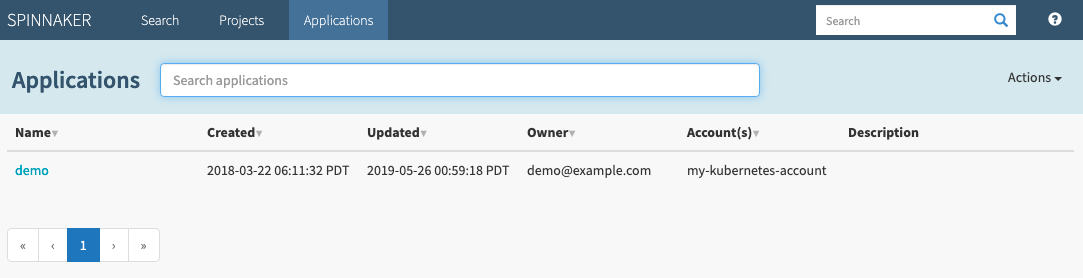 SPINNAKER Search Projects Applications Search ?
Applications Search applications Actions
Name Created Updated Owner Account(s) Description
demo 2018-03-22 06:11:32 PDT 2019-05-26 00:59:18 PDT demo@example.com my-kubernetes-account
« ‹ 1 › »